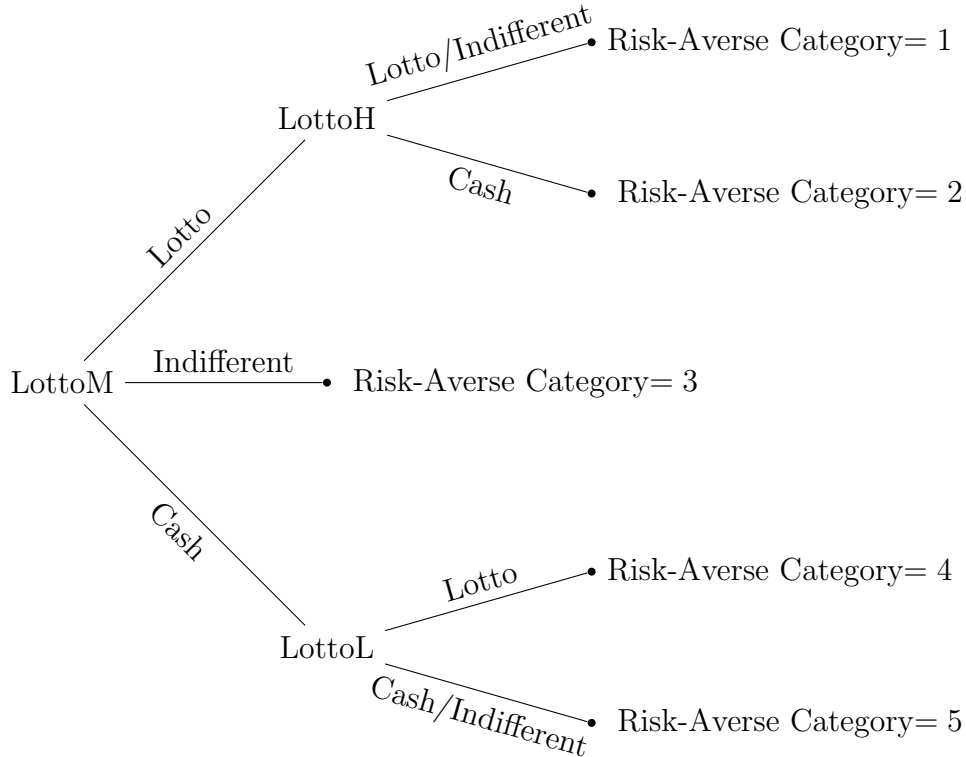 Lotto/Indifferent
Risk-Averse Category= 1
LottoH
Cash
Risk-Averse Category= 2
Lotto
Indifferent
LottoM
Risk-Averse Category= 3
Cash
Lotto
Risk-Averse Category= 4
LottoL
Cash/Indifferent
Risk-Averse Category= 5